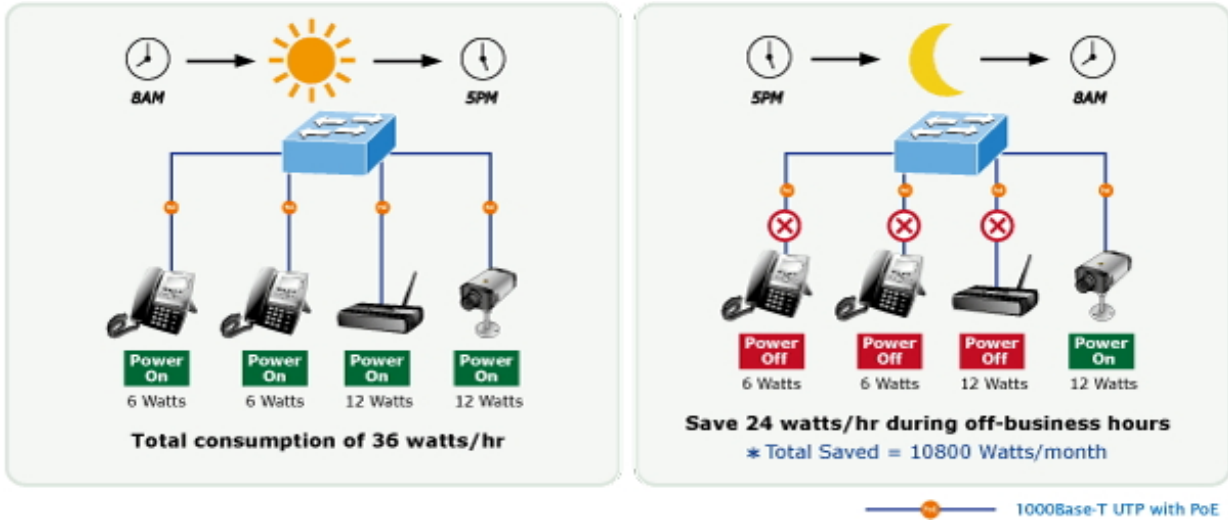 8AM
5PM
Power On
Power On
Power On
Power On
6 Watts
6 Watts
12 Watts
12 Watts
Total consumption of 36 watts/hr
5PM
8AM
Power Off
Power Off
Power Off
Power On
6 Watts
6 Watts
12 Watts
12 Watts
Save 24 watts/hr during off-business hours
* Total Saved = 10800 Watts/month
PoE
1000Base-T UTP with PoE